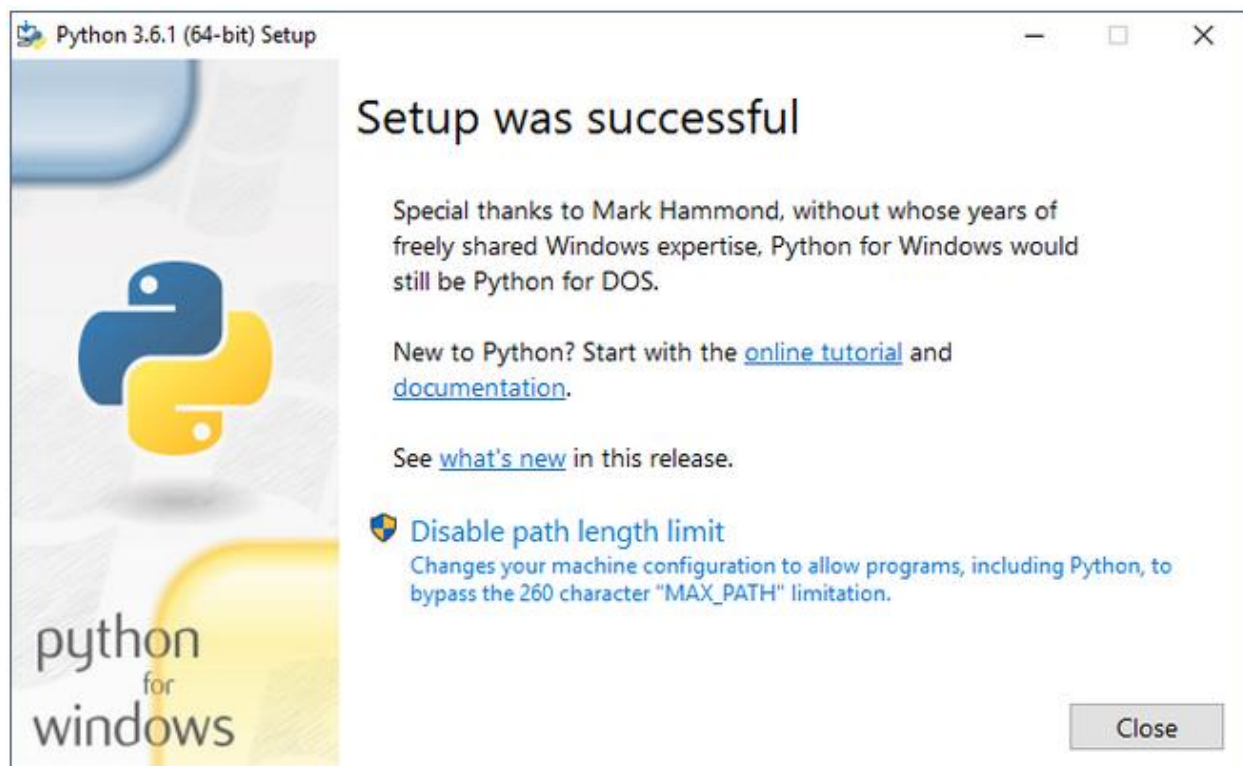 Python 3.6.1 (64-bit) Setup
Setup was successful
Special thanks to Mark Hammond, without whose years of
freely shared Windows expertise, Python for Windows would
still be Python for DOS.
New to Python? Start with the online tutorial and
documentation.
See what's new in this release.
Disable path length limit
Changes your machine configuration to allow programs, including Python, to
bypass the 260 character “MAX_PATH” limitation.
python
for
windows
Close